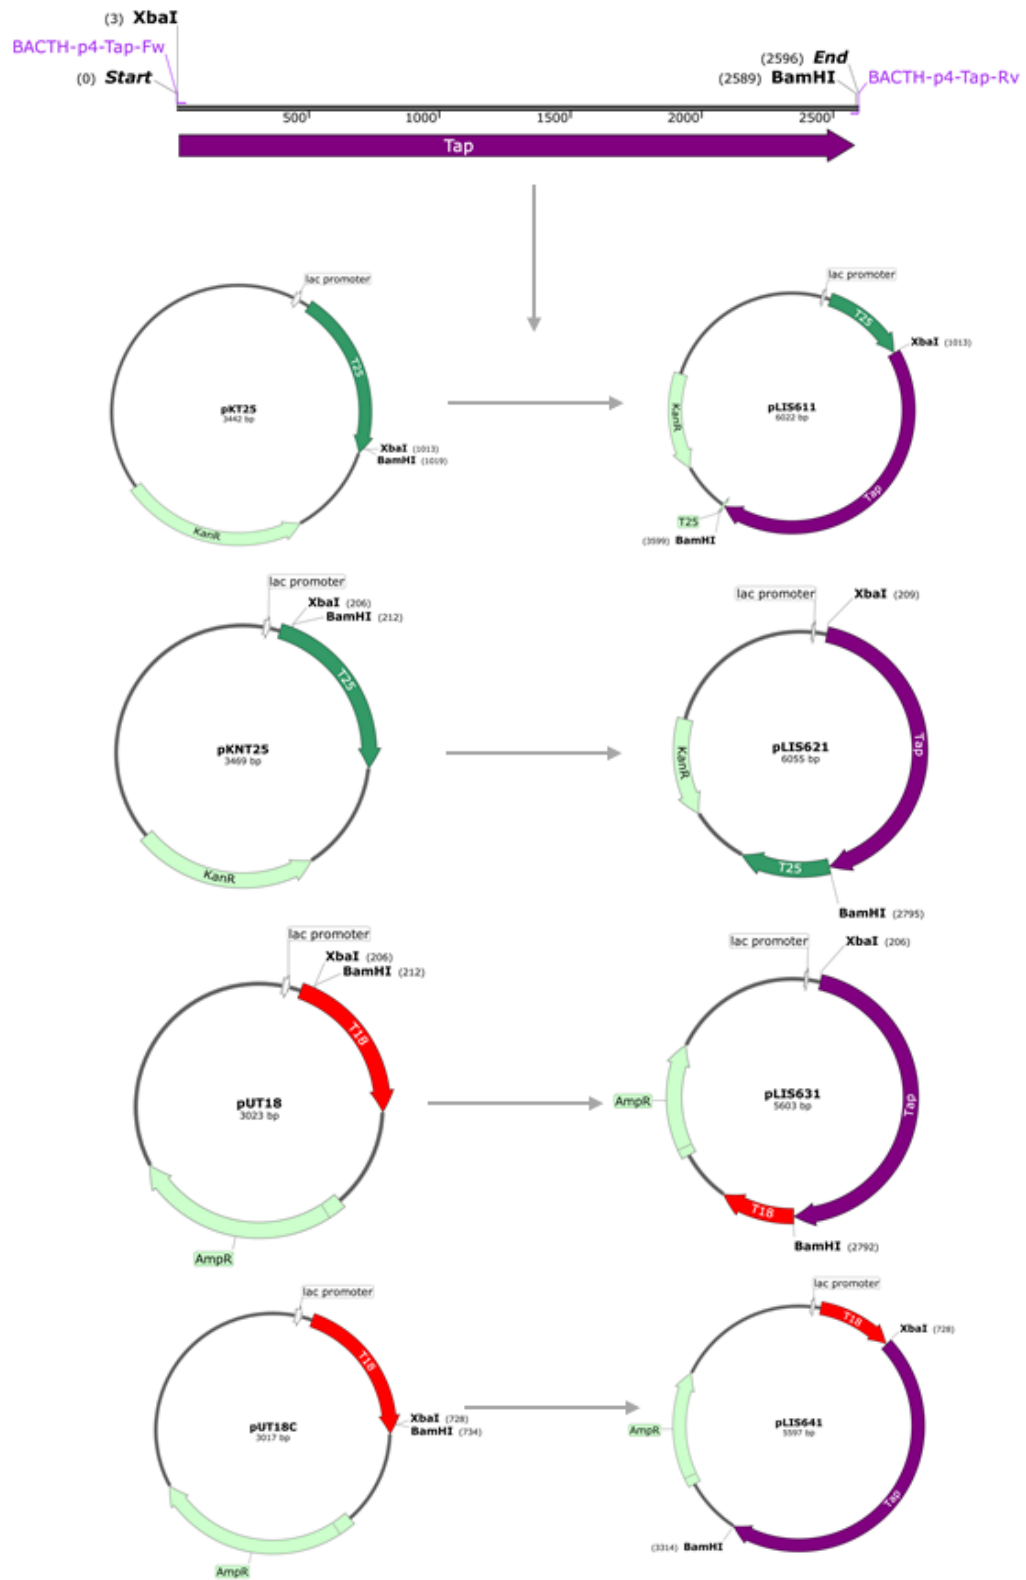 (3) XbaI
BACTH-p4-Tap-Fw
(0) Start
(2596) End
(2589) BamHI
BACTH-p4-Tap-Rv
500 1000 1500 2000 2500
Tap
lac promoter
T25
pKT25
3442 bp
XbaI (1013)
BamHI (1019)
KanR
lac promoter
T25
XbaI (1013)
KanR
pLIS611
6022 bp
Tap
T25
(3599) BamHI
lac promoter
XbaI (206)
BamHI (212)
T25
pKNT25
3469 bp
KanR
lac promoter
XbaI (209)
Tap
KanR
pLIS621
6055 bp
T25
BamHI (2795)
lac promoter
XbaI (206)
BamHI (212)
T18
pUT18
3023 bp
AmpR
lac promoter
XbaI (206)
AmpR
pLIS631
5603 bp
Tap
T18
BamHI (2792)
lac promoter
T18
pUT18C
3017 bp
XbaI (728)
BamHI (734)
AmpR
lac promoter
T18
XbaI (728)
AmpR
pLIS641
5597 bp
Tap
(3314) BamHI